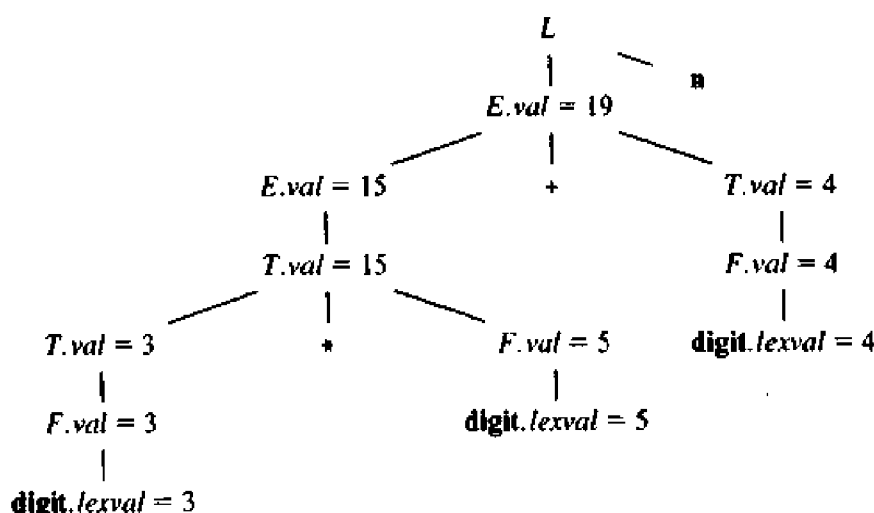 L
n
E.val = 19
E.val = 15 + T.val = 4
T.val = 15 F.val = 4
T.val = 3 * F.val = 5 digit.lexval = 4
F.val = 3 digit.lexval = 5
digit.lexval = 3